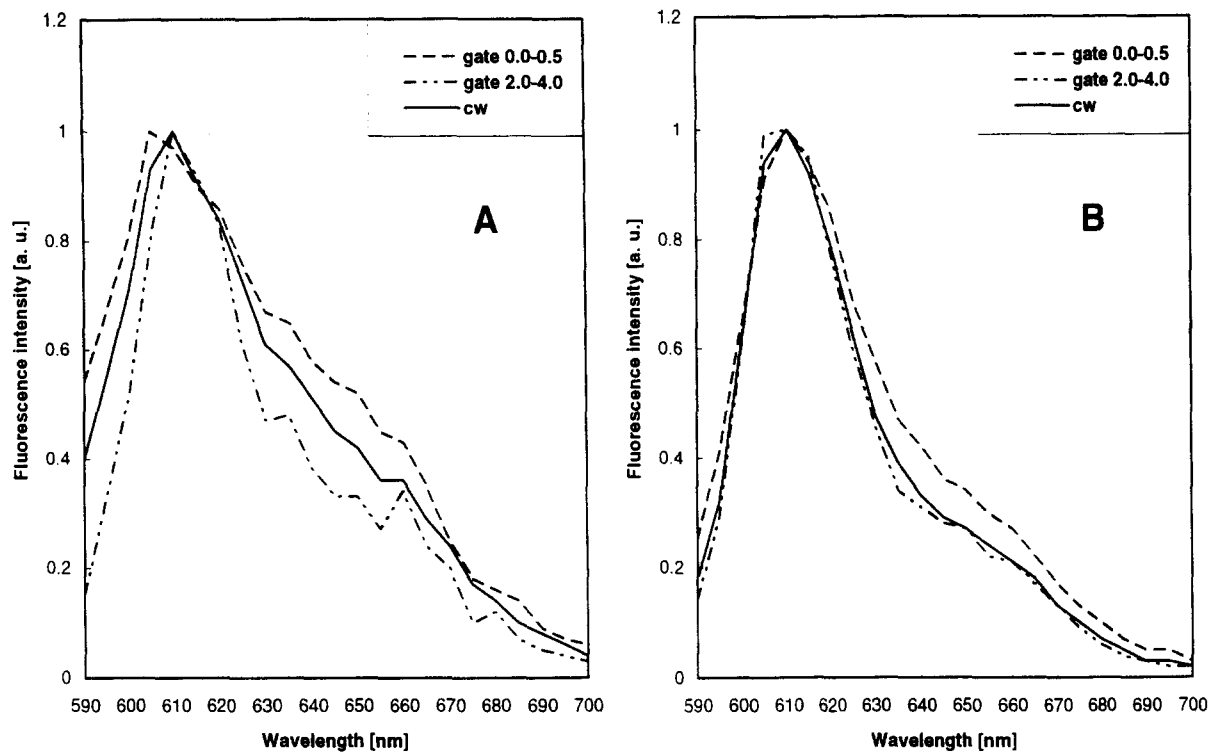 1.2
1
0.8
0.6
0.4
0.2
0
Fluorescence intensity [a. u.]
gate 0.0-0.5
gate 2.0-4.0
cw
A
590 600 610 620 630 640 650 660 670 680 690 700
Wavelength [nm]
1.2
1
0.8
0.6
0.4
0.2
0
Fluorescence intensity [a. u.]
gate 0.0-0.5
gate 2.0-4.0
cw
B
590 600 610 620 630 640 650 660 670 680 690 700
Wavelength [nm]